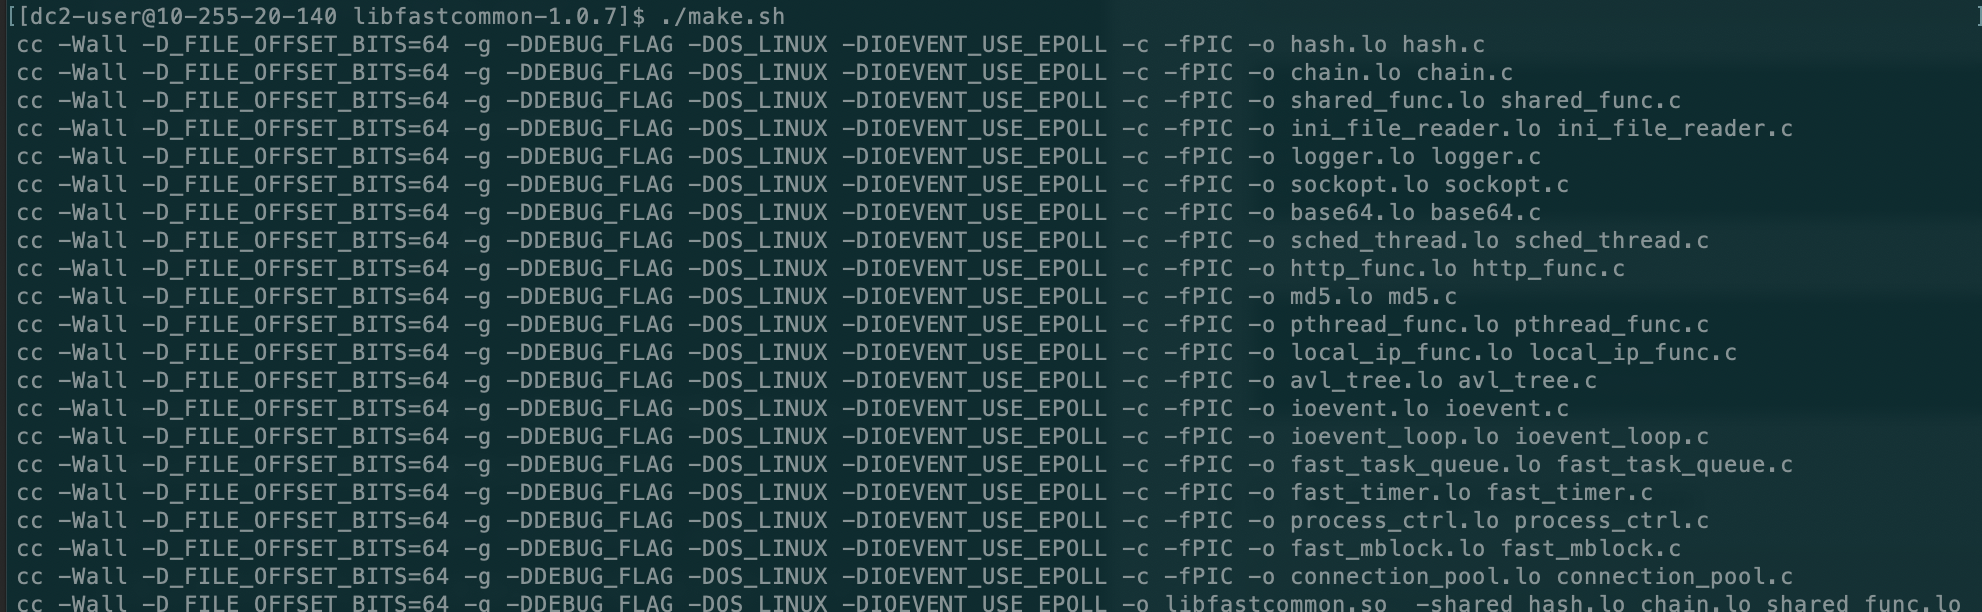 [[dc2-user@10-255-20-140 libfastcommon-1.0.7]$ ./make.sh ]
cc -Wall -D_FILE_OFFSET_BITS=64 -g -DDEBUG_FLAG -DOS_LINUX -DIOEVENT_USE_EPOLL -c -fPIC -o hash.lo hash.c
cc -Wall -D_FILE_OFFSET_BITS=64 -g -DDEBUG_FLAG -DOS_LINUX -DIOEVENT_USE_EPOLL -c -fPIC -o chain.lo chain.c
cc -Wall -D_FILE_OFFSET_BITS=64 -g -DDEBUG_FLAG -DOS_LINUX -DIOEVENT_USE_EPOLL -c -fPIC -o shared_func.lo shared_func.c
cc -Wall -D_FILE_OFFSET_BITS=64 -g -DDEBUG_FLAG -DOS_LINUX -DIOEVENT_USE_EPOLL -c -fPIC -o ini_file_reader.lo ini_file_reader.c
cc -Wall -D_FILE_OFFSET_BITS=64 -g -DDEBUG_FLAG -DOS_LINUX -DIOEVENT_USE_EPOLL -c -fPIC -o logger.lo logger.c
cc -Wall -D_FILE_OFFSET_BITS=64 -g -DDEBUG_FLAG -DOS_LINUX -DIOEVENT_USE_EPOLL -c -fPIC -o sockopt.lo sockopt.c
cc -Wall -D_FILE_OFFSET_BITS=64 -g -DDEBUG_FLAG -DOS_LINUX -DIOEVENT_USE_EPOLL -c -fPIC -o base64.lo base64.c
cc -Wall -D_FILE_OFFSET_BITS=64 -g -DDEBUG_FLAG -DOS_LINUX -DIOEVENT_USE_EPOLL -c -fPIC -o sched_thread.lo sched_thread.c
cc -Wall -D_FILE_OFFSET_BITS=64 -g -DDEBUG_FLAG -DOS_LINUX -DIOEVENT_USE_EPOLL -c -fPIC -o http_func.lo http_func.c
cc -Wall -D_FILE_OFFSET_BITS=64 -g -DDEBUG_FLAG -DOS_LINUX -DIOEVENT_USE_EPOLL -c -fPIC -o md5.lo md5.c
cc -Wall -D_FILE_OFFSET_BITS=64 -g -DDEBUG_FLAG -DOS_LINUX -DIOEVENT_USE_EPOLL -c -fPIC -o pthread_func.lo pthread_func.c
cc -Wall -D_FILE_OFFSET_BITS=64 -g -DDEBUG_FLAG -DOS_LINUX -DIOEVENT_USE_EPOLL -c -fPIC -o local_ip_func.lo local_ip_func.c
cc -Wall -D_FILE_OFFSET_BITS=64 -g -DDEBUG_FLAG -DOS_LINUX -DIOEVENT_USE_EPOLL -c -fPIC -o avl_tree.lo avl_tree.c
cc -Wall -D_FILE_OFFSET_BITS=64 -g -DDEBUG_FLAG -DOS_LINUX -DIOEVENT_USE_EPOLL -c -fPIC -o ioevent.lo ioevent.c
cc -Wall -D_FILE_OFFSET_BITS=64 -g -DDEBUG_FLAG -DOS_LINUX -DIOEVENT_USE_EPOLL -c -fPIC -o ioevent_loop.lo ioevent_loop.c
cc -Wall -D_FILE_OFFSET_BITS=64 -g -DDEBUG_FLAG -DOS_LINUX -DIOEVENT_USE_EPOLL -c -fPIC -o fast_task_queue.lo fast_task_queue.c
cc -Wall -D_FILE_OFFSET_BITS=64 -g -DDEBUG_FLAG -DOS_LINUX -DIOEVENT_USE_EPOLL -c -fPIC -o fast_timer.lo fast_timer.c
cc -Wall -D_FILE_OFFSET_BITS=64 -g -DDEBUG_FLAG -DOS_LINUX -DIOEVENT_USE_EPOLL -c -fPIC -o process_ctrl.lo process_ctrl.c
cc -Wall -D_FILE_OFFSET_BITS=64 -g -DDEBUG_FLAG -DOS_LINUX -DIOEVENT_USE_EPOLL -c -fPIC -o fast_mblock.lo fast_mblock.c
cc -Wall -D_FILE_OFFSET_BITS=64 -g -DDEBUG_FLAG -DOS_LINUX -DIOEVENT_USE_EPOLL -c -fPIC -o connection_pool.lo connection_pool.c
cc -Wall -D_FILE_OFFSET_BITS=64 -g -DDEBUG_FLAG -DOS_LINUX -DIOEVENT_USE_EPOLL -o libfastcommon.so -shared hash.lo chain.lo shared_func.lo